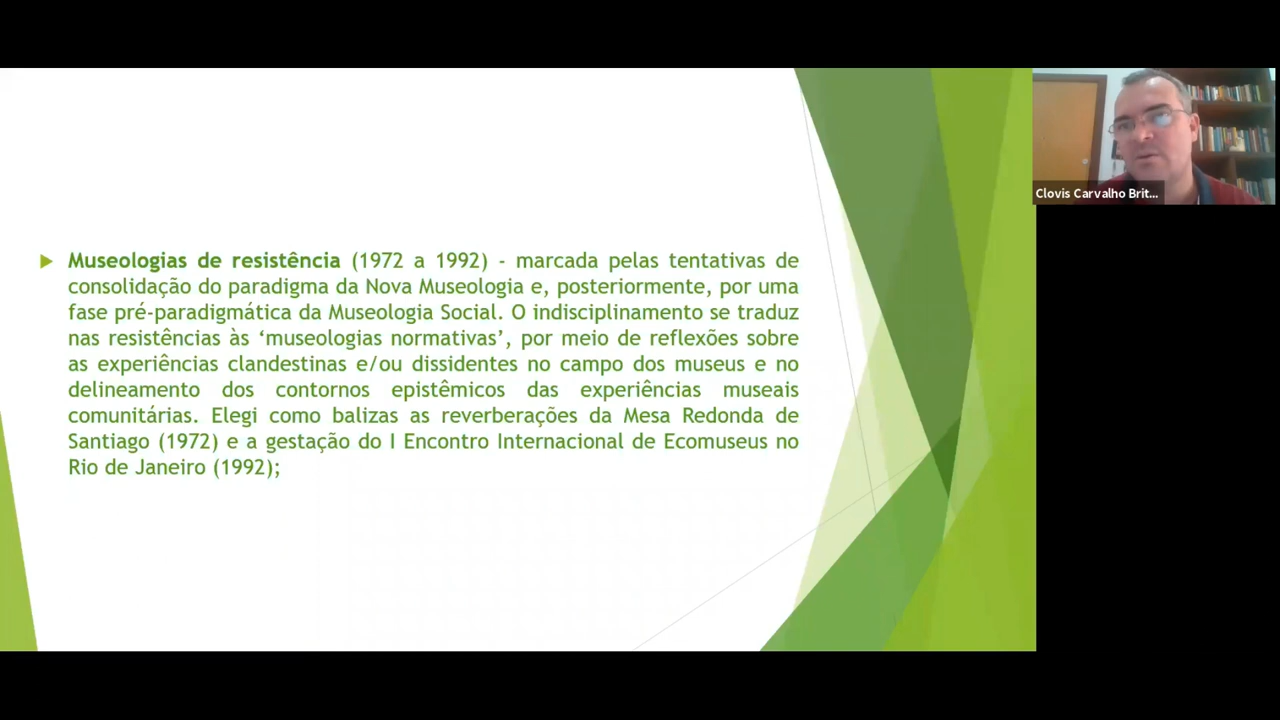 Museologias de resistência (1972 a 1992) - marcada pelas tentativas de
consolidação do paradigma da Nova Museologia e, posteriormente, por uma
fase pré-paradigmática da Museologia Social. O indisciplinamento se traduz
nas resistências às ‘museologias normativas’, por meio de reflexões sobre
as experiências clandestinas e/ou dissidentes no campo dos museus e no
delineamento dos contornos epistêmicos das experiências museais
comunitárias. Elegi como balizas as reverberações da Mesa Redonda de
Santiago (1972) e a gestação do I Encontro Internacional de Ecomuseus no
Rio de Janeiro (1992);
Clovis Carvalho Brit...